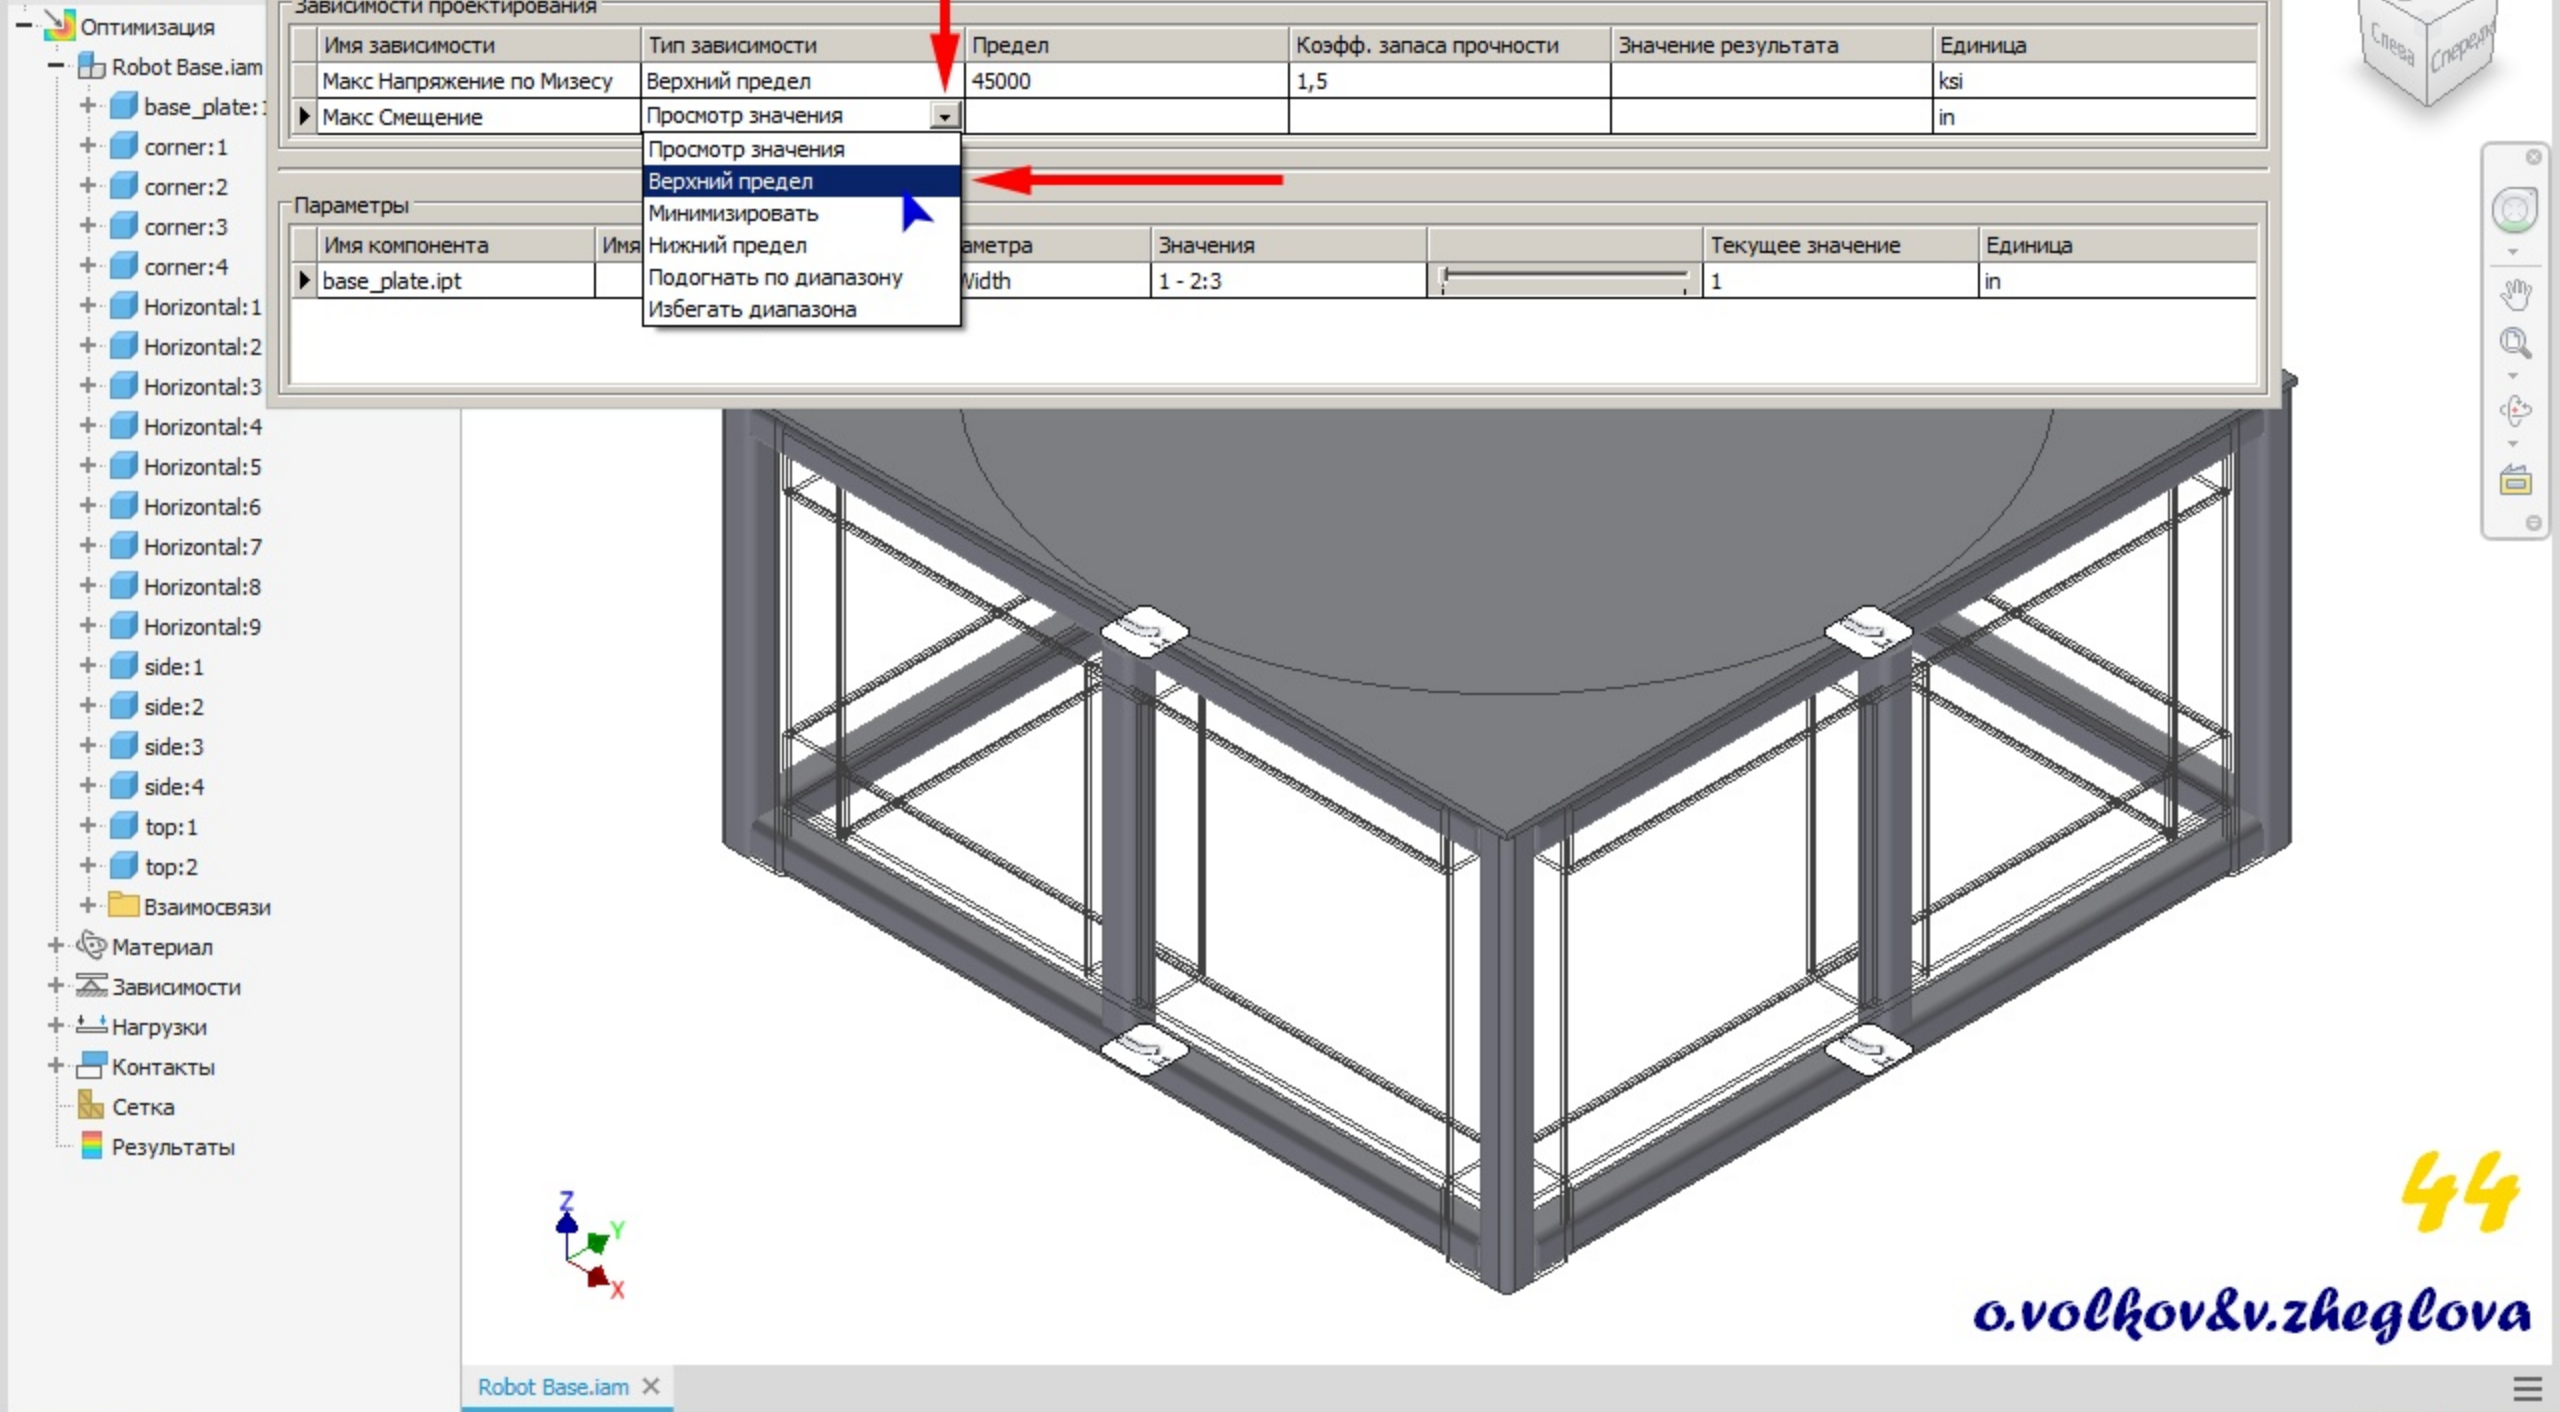 Зависимости проектирования
Имя зависимости Тип зависимости Предел Коэфф. запаса прочности Значение результата Единица
Макс Напряжение по Мизесу Верхний предел 45000 1,5 ksi
Макс Смещение Просмотр значения in
Просмотр значения
Верхний предел
Минимизировать
Нижний предел
Подогнать по диапазону
Избегать диапазона
Параметры
Имя компонента Имя аметра Значения Текущее значение Единица
base_plate.ipt Width 1 - 2:3 1 in
Оптимизация
Robot Base.iam
base_plate:1
corner:1
corner:2
corner:3
corner:4
Horizontal:1
Horizontal:2
Horizontal:3
Horizontal:4
Horizontal:5
Horizontal:6
Horizontal:7
Horizontal:8
Horizontal:9
side:1
side:2
side:3
side:4
top:1
top:2
Взаимосвязи
Материал
Зависимости
Нагрузки
Контакты
Сетка
Результаты
Слева
Спереди
Z
Y
X
44
o.volkov&v.zheglova
Robot Base.iam